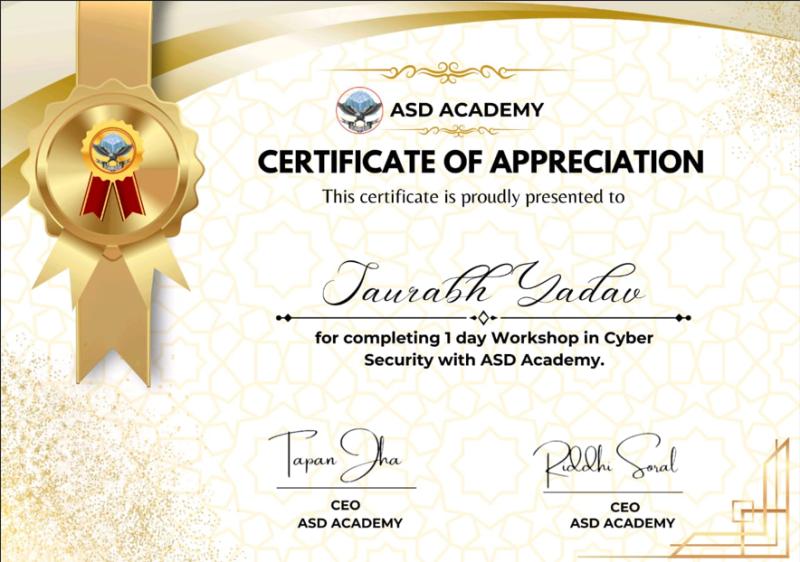 ASD ACADEMY
CERTIFICATE OF APPRECIATION
This certificate is proudly presented to
Saurabh Yadav
for completing 1 day Workshop in Cyber
Security with ASD Academy.
Tapan Jha
Riddhi Soral
CEO
ASD ACADEMY
CEO
ASD ACADEMY